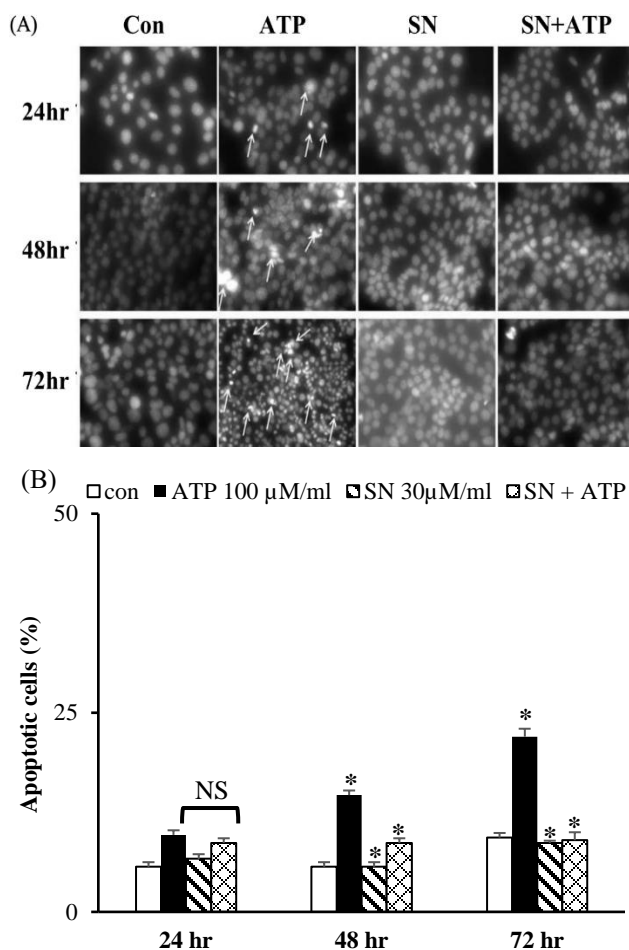 (A) Con ATP SN SN+ATP
24hr
48hr
72hr
(B)
con ATP 100 µM/ml SN 30µM/ml SN + ATP
50
25
0
Apoptotic cells (%)
NS
* * *
* * *
24 hr 48 hr 72 hr